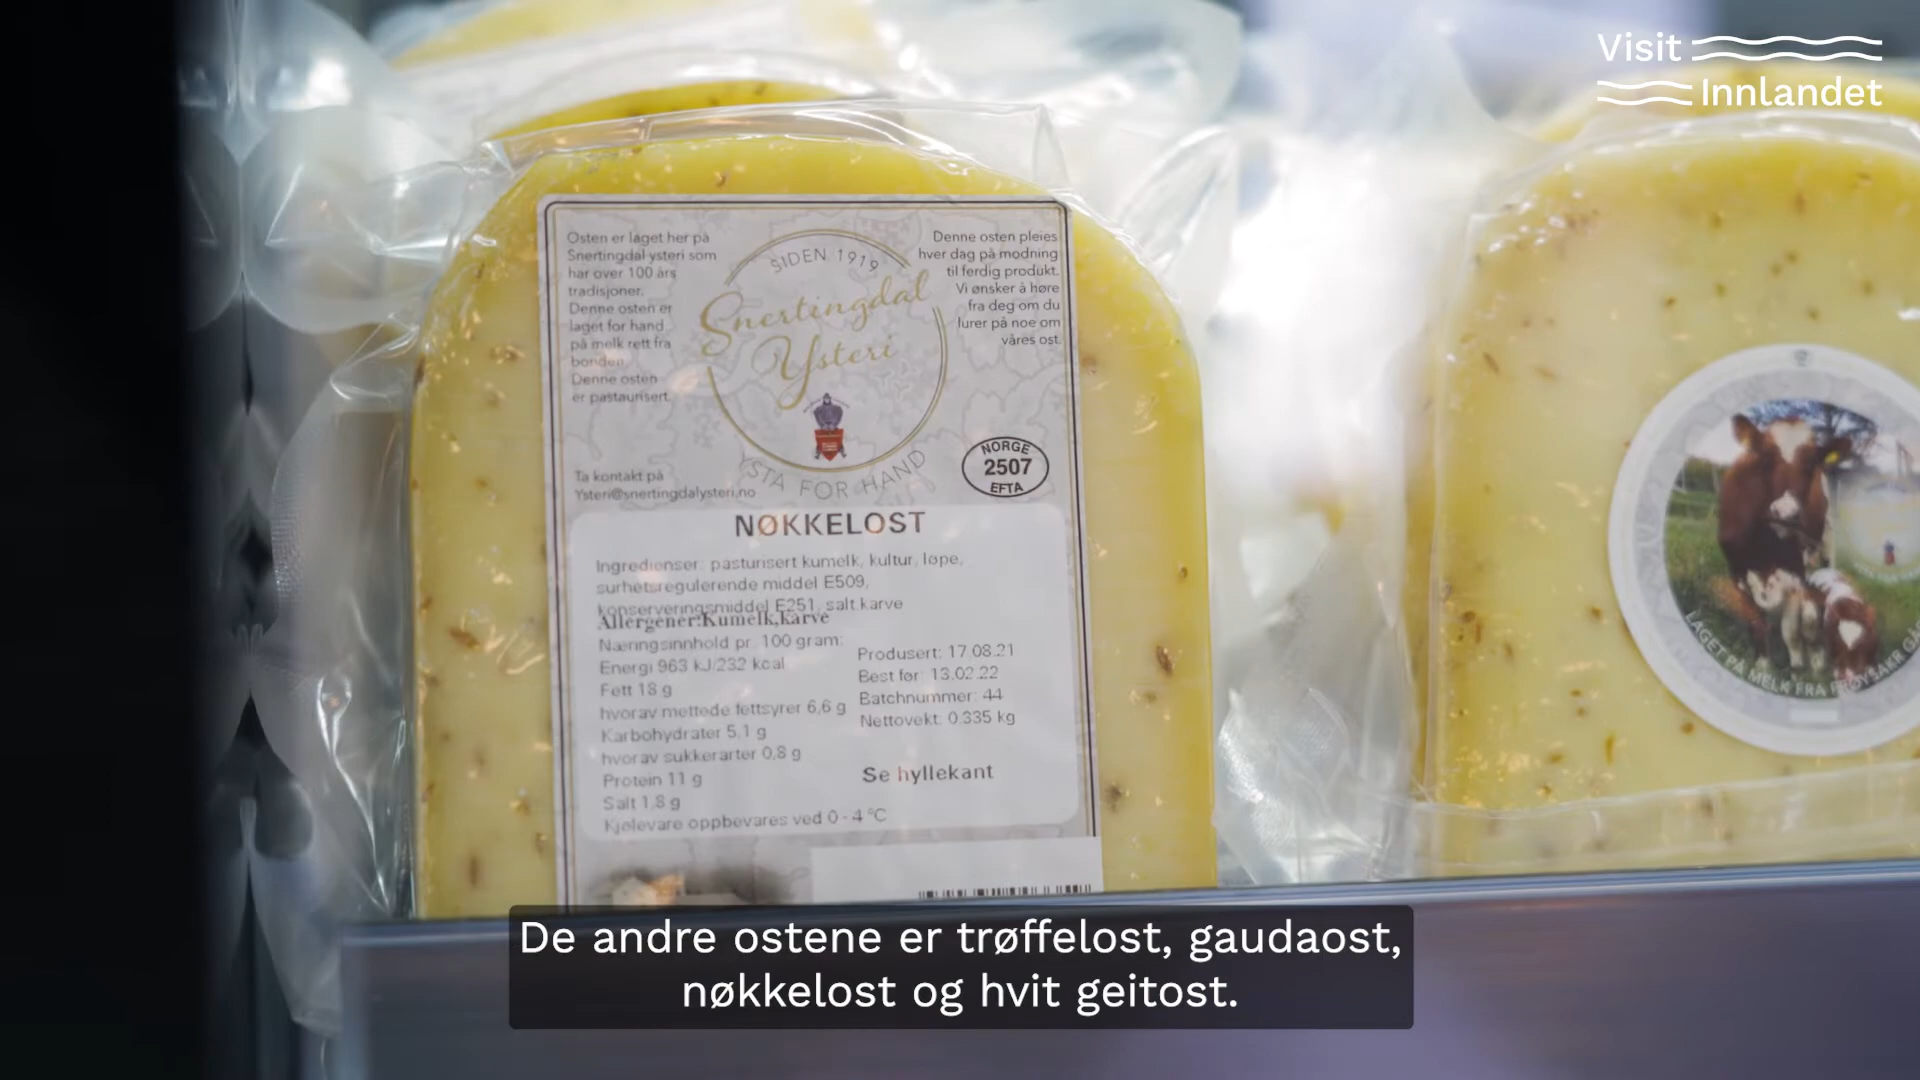 Visit
Innlandet
Osten er laget her på
Snertingdal ysteri som
har over 100 års
tradisjoner.
Denne osten er
laget for hand
på melk rett fra
bonden.
Denne osten
er pastaurisert.
SIDEN 1919
Snertingdal
Ysteri
YSTA FOR HAND
Denne osten pleies
hver dag på modning
til ferdig produkt.
Vi ønsker å høre
fra deg om du
lurer på noe om
våres ost.
Ta kontakt på
Ysteri@snertingdalysteri.no
NORGE
2507
EFTA
NØKKELOST
Ingredienser: pasturisert kumelk, kultur, løpe,
surhetsregulerende middel E509,
konserveringsmiddel E251, salt.karve
Allergener:Kumelk,karve
Næringsinnhold pr. 100 gram:
Energi 963 kJ/232 kcal
Fett 18 g
hvorav mettede fettsyrer 6,6 g
Karbohydrater 5,1 g
hvorav sukkerarter 0,8 g
Protein 11 g
Salt 1,8 g
Kjølevare oppbevares ved 0 - 4 °C
Produsert: 17.08.21
Best før: 13.02.22
Batchnummer: 44
Nettovekt: 0.335 kg
Se hyllekant
LAGET PÅ MELK FRA
De andre ostene er trøffelost, gaudaost,
nøkkelost og hvit geitost.